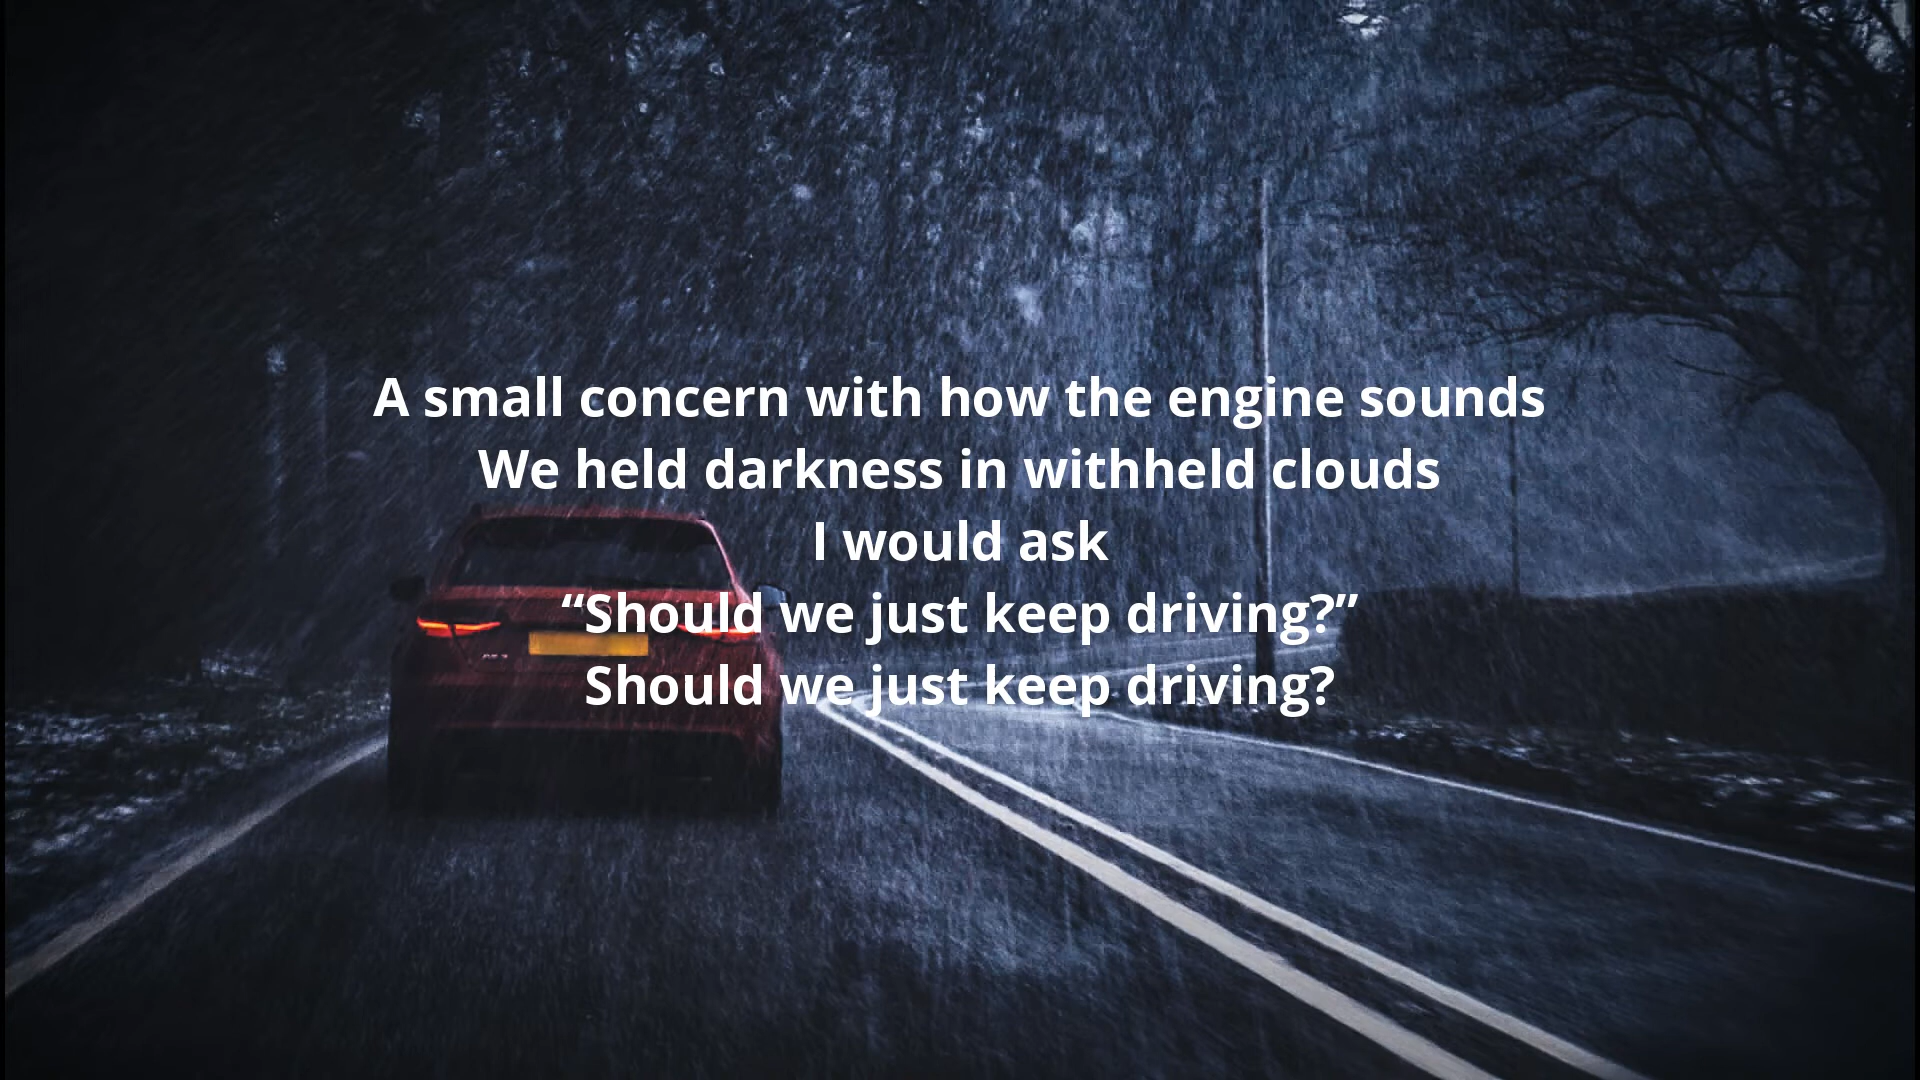 A small concern with how the engine sounds
We held darkness in withheld clouds
I would ask
“Should we just keep driving?”
Should we just keep driving?